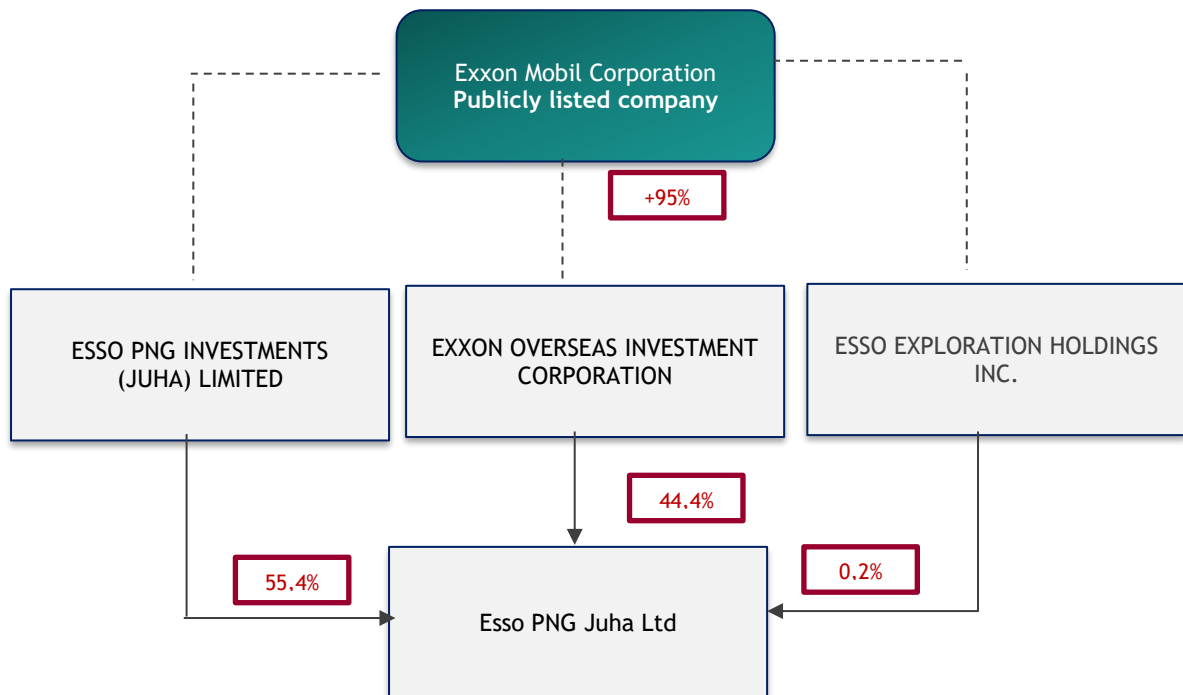 Exxon Mobil Corporation
Publicly listed company
+95%
ESSO PNG INVESTMENTS
(JUHA) LIMITED
EXXON OVERSEAS INVESTMENT
CORPORATION
ESSO EXPLORATION HOLDINGS
INC.
44,4%
55,4%
0,2%
Esso PNG Juha Ltd